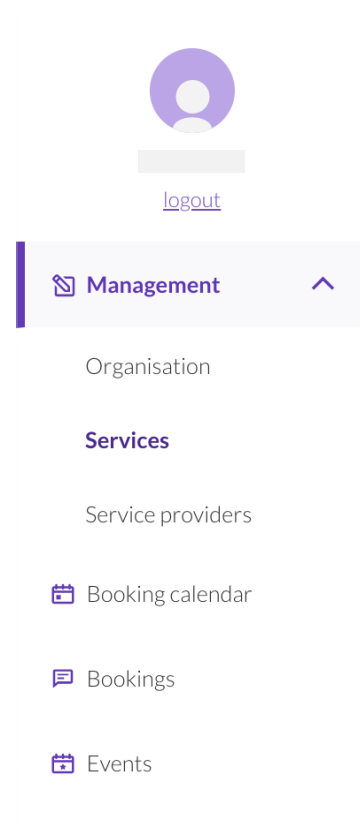 logout
Management
Organisation
Services
Service providers
Booking calendar
Bookings
Events